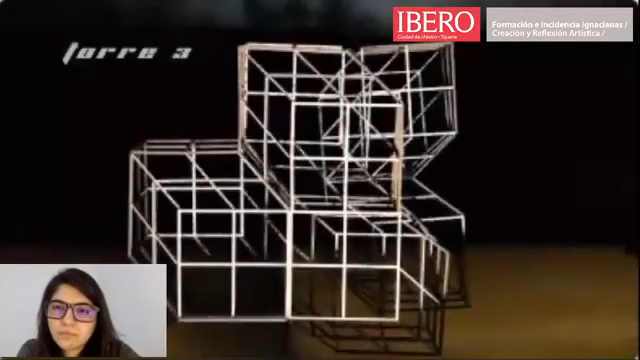 torre 3
IBERO
Ciudad de México • Tijuana
Formación e Incidencia Ignacianas /
Creación y Reflexión Artística /